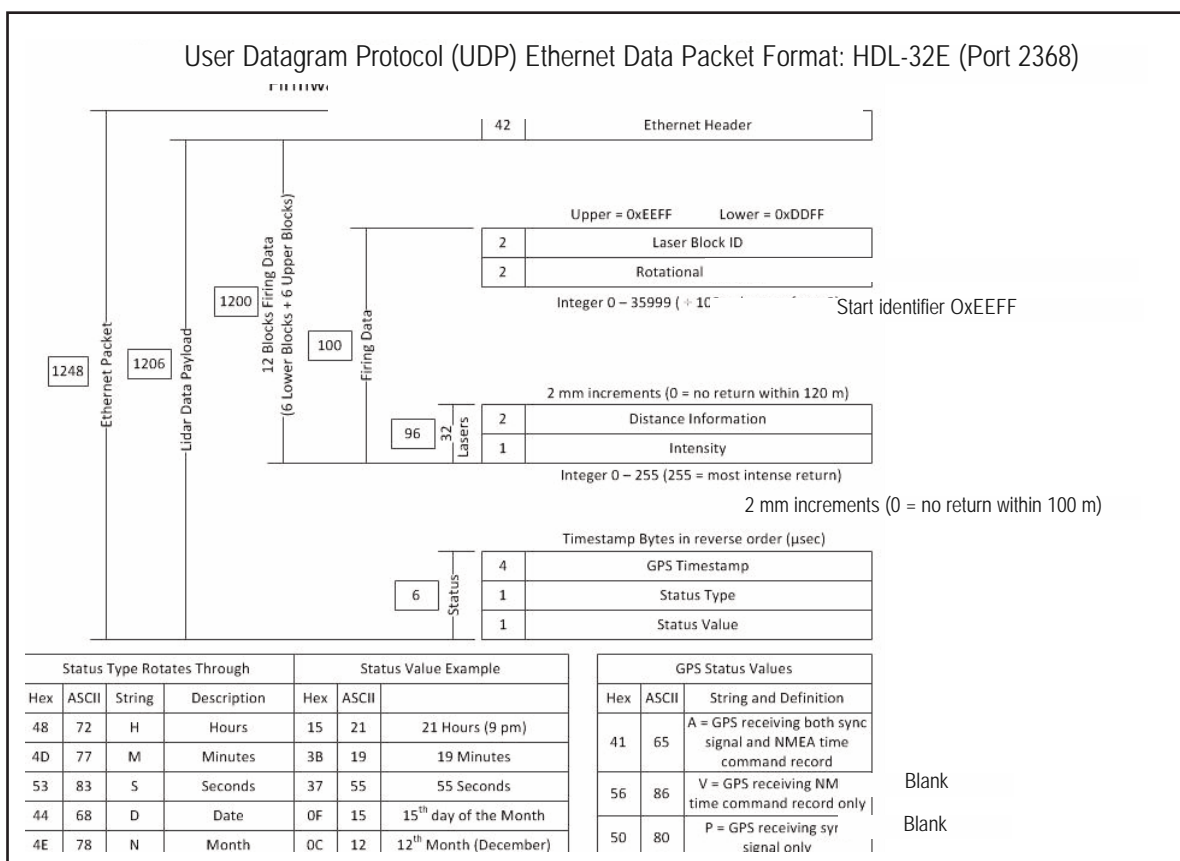 User Datagram Protocol (UDP) Ethernet Data Packet Format: HDL-32E (Port 2368)
42 Ethernet Header
Upper = 0xEEFF Lower = 0xDDFF
2 Laser Block ID
2 Rotational
Integer 0 – 35999 ( ÷
Start identifier OxEEFF
1248
Ethernet Packet
1206
Lidar Data Payload
1200
12 Blocks Firing Data
(6 Lower Blocks + 6 Upper Blocks)
100
Firing Data
2 mm increments (0 = no return within 120 m)
96
32
Lasers
2 Distance Information
1 Intensity
Integer 0 – 255 (255 = most intense return)
2 mm increments (0 = no return within 100 m)
Timestamp Bytes in reverse order (µsec)
6
Status
4 GPS Timestamp
1 Status Type
1 Status Value
Status Type Rotates Through Status Value Example
Hex ASCII String Description Hex ASCII
48 72 H Hours 15 21 21 Hours (9 pm)
4D 77 M Minutes 3B 19 19 Minutes
53 83 S Seconds 37 55 55 Seconds
44 68 D Date 0F 15 15th day of the Month
4E 78 N Month 0C 12 12th Month (December)
GPS Status Values
Hex ASCII String and Definition
41 65 A = GPS receiving both sync
signal and NMEA time
command record
56 86 V = GPS receiving NM
time command record only
Blank
50 80 P = GPS receiving
signal only
Blank